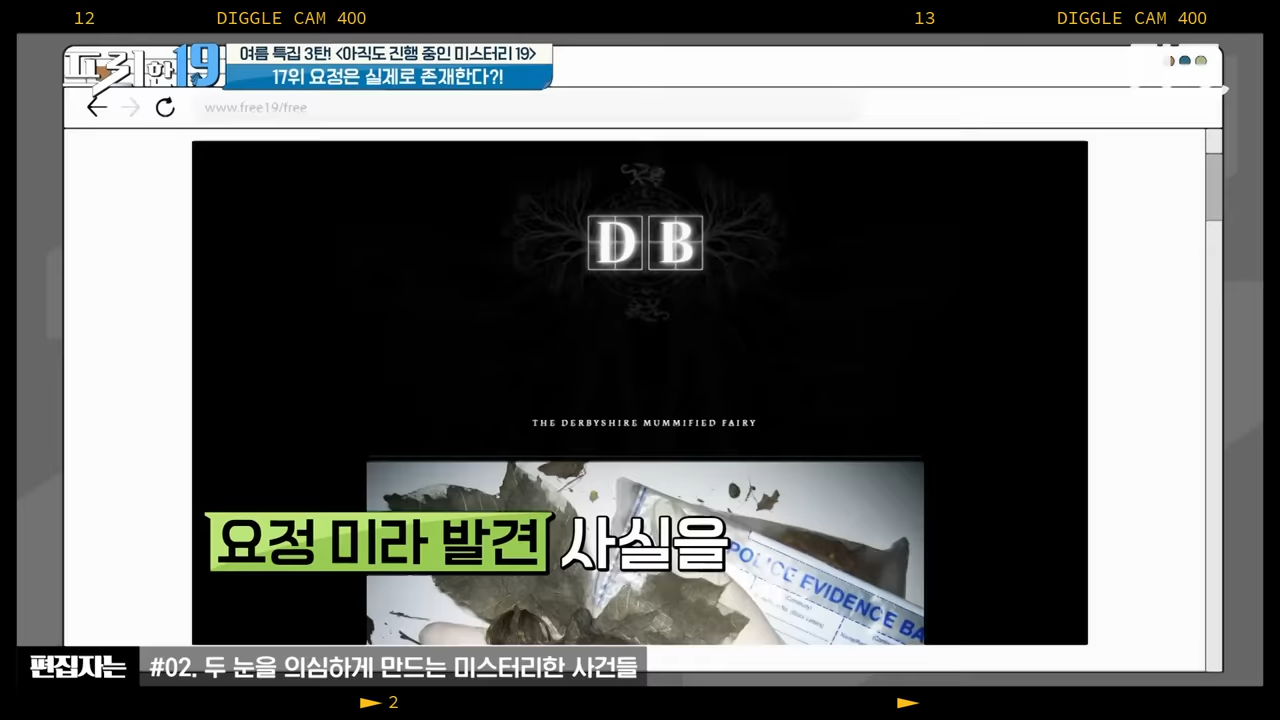 12 DIGGLE CAM 400 13 DIGGLE CAM 400
프리한19
여름 특집 3탄! <아직도 진행 중인 미스터리 19>
17위 요정은 실제로 존재한다?!
www.free19/free
D B
THE DERBYSHIRE MUMMIFIED FAIRY
요정 미라 발견 사실을
POLICE EVIDENCE BA
편집자는 #02. 두 눈을 의심하게 만드는 미스터리한 사건들
2